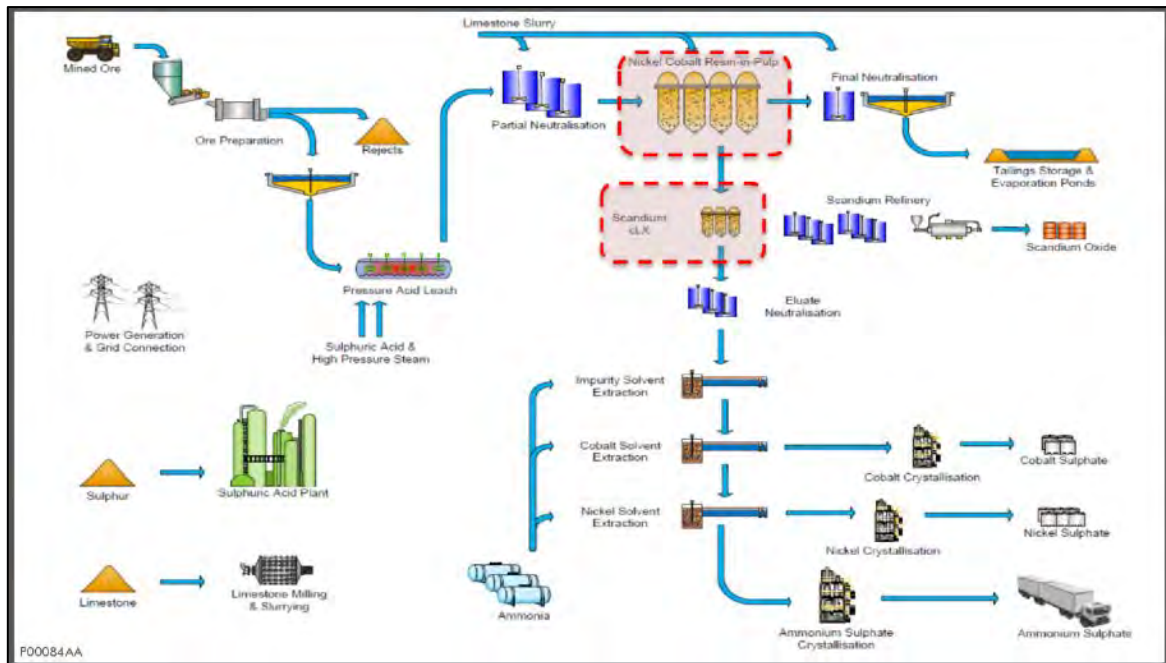 Limestone Slurry
Mined Ore
Nickel Cobalt Resin-in-Pulp
Final Neutralisation
Partial Neutralisation
Ore Preparation
Rejects
Tailings Storage &
Evaporation Ponds
Scandium Refinery
Scandium
cLX
Scandium Oxide
Pressure Acid Leach
Eluate
Neutralisation
Power Generation
& Grid Connection
Sulphuric Acid &
High Pressure Steam
Impurity Solvent
Extraction
Cobalt Solvent
Extraction
Cobalt Sulphate
Cobalt Crystallisation
Sulphur
Sulphuric Acid Plant
Nickel Solvent
Extraction
Nickel Sulphate
Nickel Crystallisation
Limestone
Limestone Milling
& Slurrying
Ammonia
Ammonium Sulphate
Crystallisation
Ammonium Sulphate
P00084AA